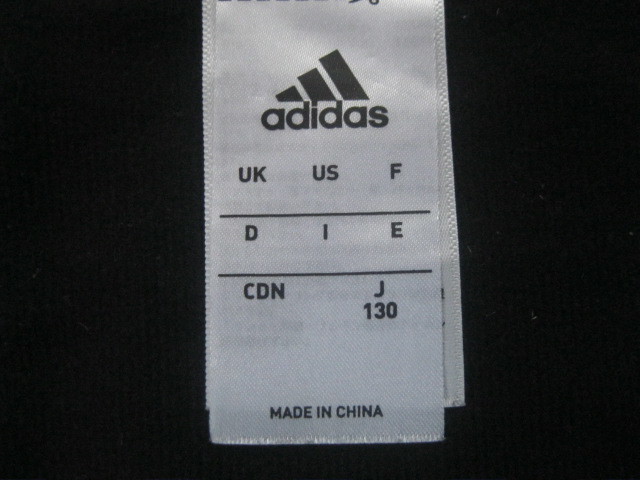 adidas
UK US F
D I E
CDN J
130
MADE IN CHINA